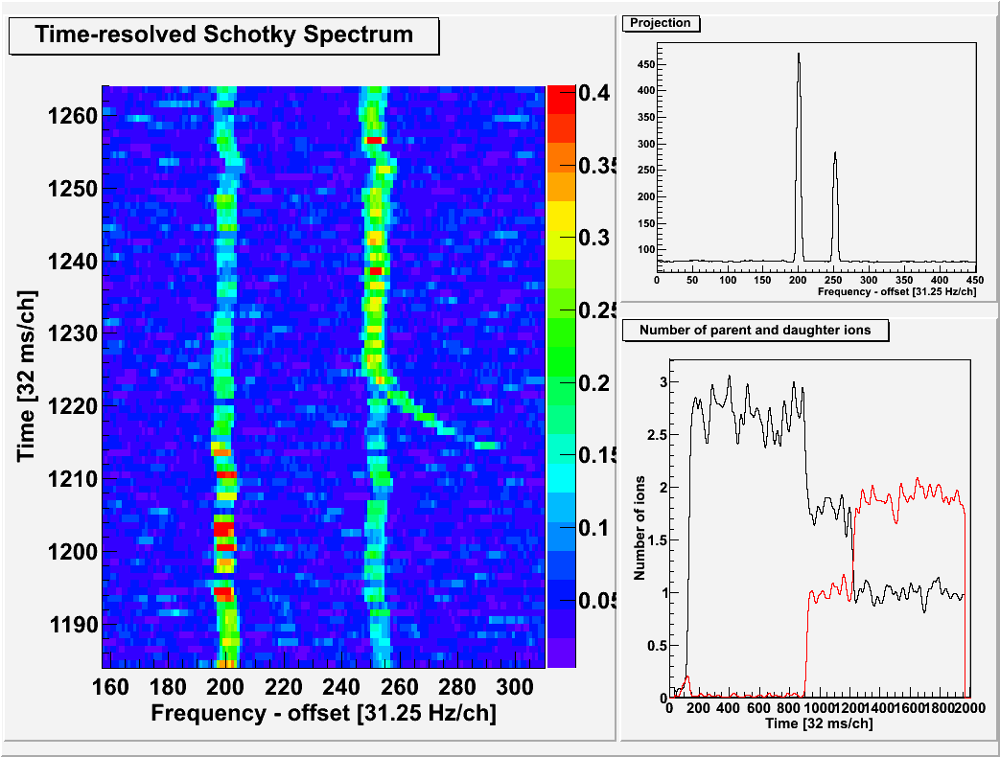 Time-resolved Schotky Spectrum
1260
1250
1240
1230
1220
1210
1200
1190
Time [32 ms/ch]
160 180 200 220 240 260 280 300
Frequency - offset [31.25 Hz/ch]
0.4
0.35
0.3
0.25
0.2
0.15
0.1
0.05
Projection
450
400
350
300
250
200
150
100
0 50 100 150 200 250 300 350 400 450
Frequency - offset [31.25 Hz/ch]
Number of parent and daughter ions
3
2.5
2
1.5
1
0.5
0
Number of ions
0 200 400 600 800 1000 1200 1400 1600 1800 2000
Time [32 ms/ch]